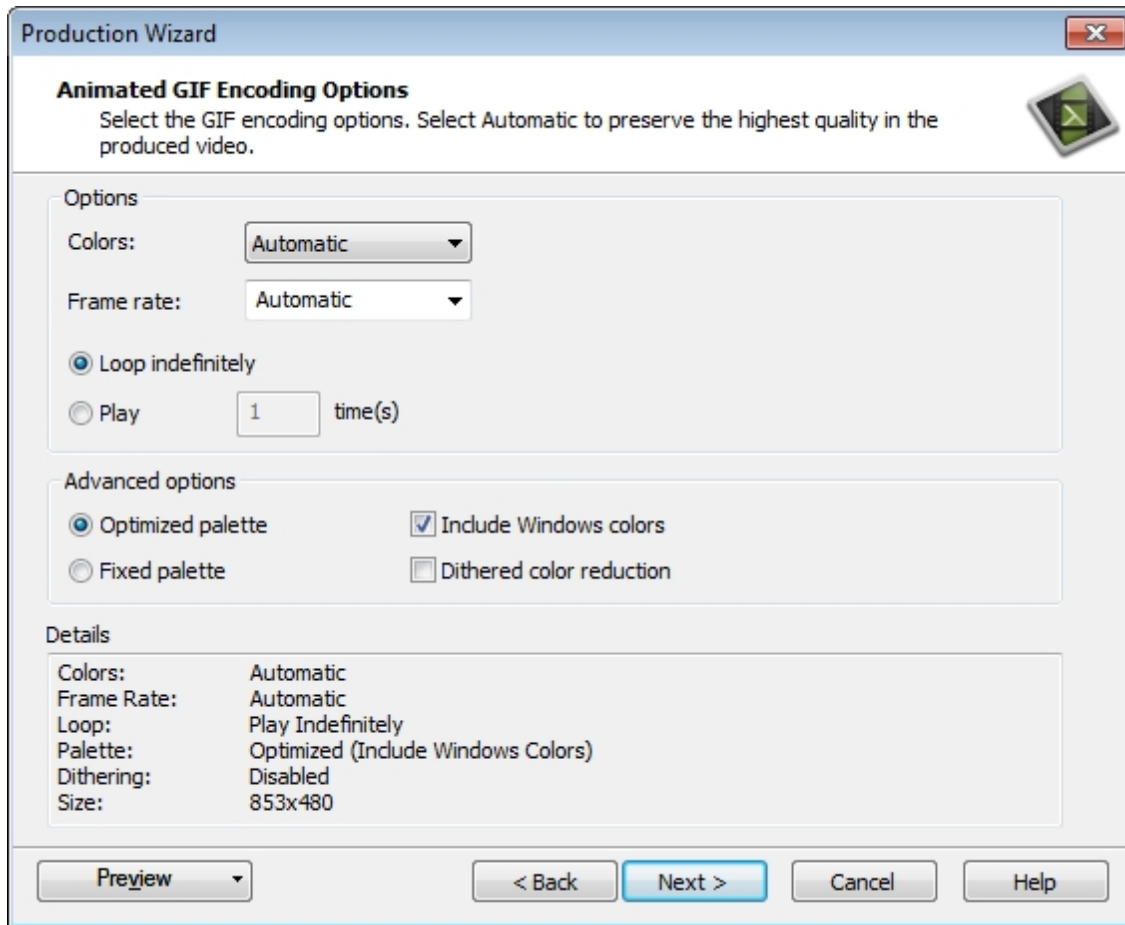 Production Wizard
Animated GIF Encoding Options
Select the GIF encoding options. Select Automatic to preserve the highest quality in the
produced video.
Options
Colors: Automatic
Frame rate: Automatic
Loop indefinitely
Play 1 time(s)
Advanced options
Optimized palette Include Windows colors
Fixed palette Dithered color reduction
Details
Colors: Automatic
Frame Rate: Automatic
Loop: Play Indefinitely
Palette: Optimized (Include Windows Colors)
Dithering: Disabled
Size: 853x480
Preview < Back Next > Cancel Help